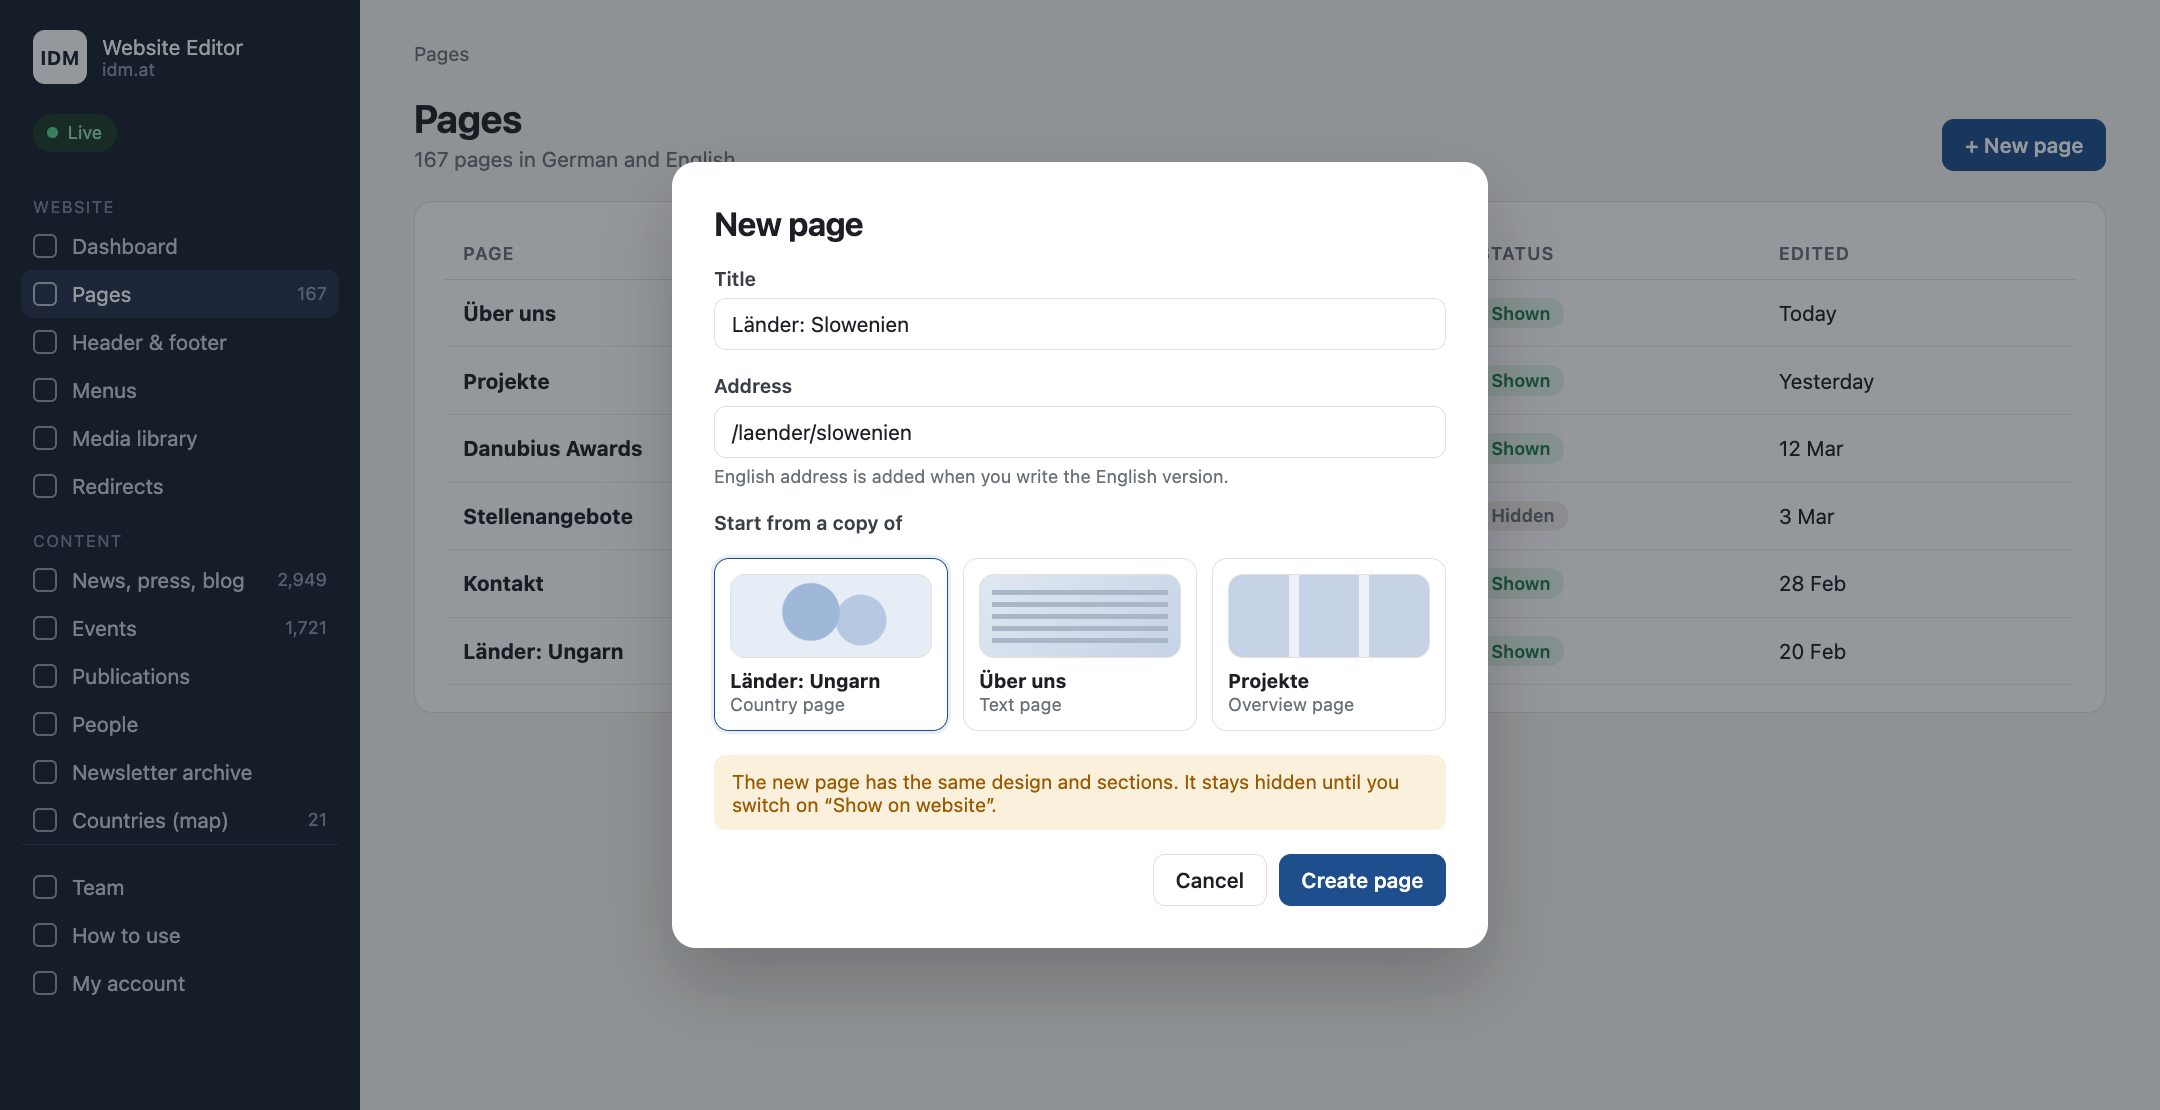 IDM
Website Editor
idm.at
Live
WEBSITE
Dashboard
Pages 167
Header & footer
Menus
Media library
Redirects
CONTENT
News, press, blog 2,949
Events 1,721
Publications
People
Newsletter archive
Countries (map) 21
Team
How to use
My account
Pages
Pages
167 pages in German and English
+ New page
PAGE STATUS EDITED
Über uns Shown Today
Projekte Shown Yesterday
Danubius Awards Shown 12 Mar
Stellenangebote Hidden 3 Mar
Kontakt Shown 28 Feb
Länder: Ungarn Shown 20 Feb
New page
Title
Länder: Slowenien
Address
/laender/slowenien
English address is added when you write the English version.
Start from a copy of
Länder: Ungarn
Country page
Über uns
Text page
Projekte
Overview page
The new page has the same design and sections. It stays hidden until you
switch on “Show on website”.
Cancel
Create page